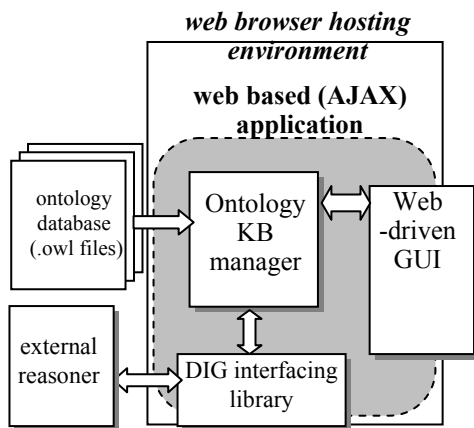 web browser hosting
environment
web based (AJAX)
application
ontology
database
(.owl files)
Ontology
KB
manager
Web
-driven
GUI
external
reasoner
DIG interfacing
library